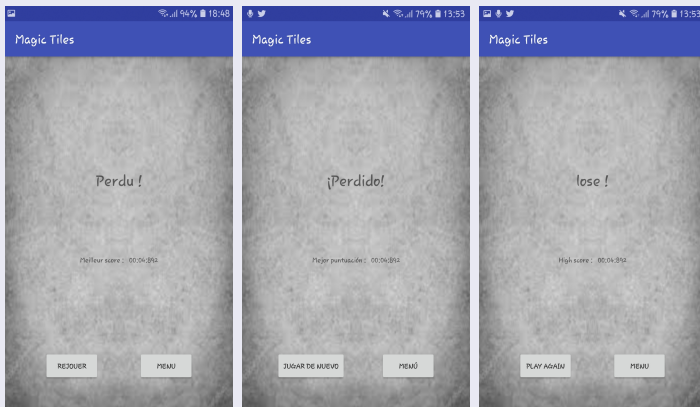 94% 18:48
Magic Tiles
Perdu !
Meilleur score : 00:04:892
REJOUER MENU
79% 13:53
Magic Tiles
¡Perdido!
Mejor puntuación : 00:04:892
JUGAR DE NUEVO MENÚ
79% 13:53
Magic Tiles
lose !
High score : 00:04:892
PLAY AGAIN MENU